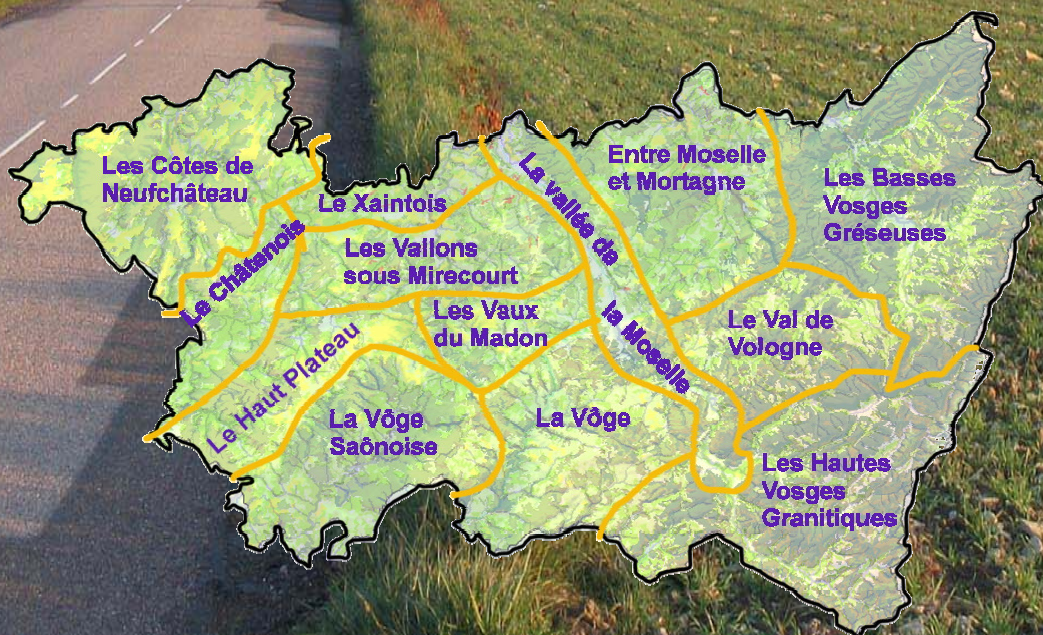 Les Côtes de
Neufchâteau
Le Xaintois
Le Châtenois
Les Vallons
sous Mirecourt
La vallée de
la Moselle
Entre Moselle
et Mortagne
Les Basses
Vosges
Gréseuses
Les Vaux
du Madon
Le Val de
Vologne
Le Haut Plateau
La Vôge
Saônoise
La Vôge
Les Hautes
Vosges
Granitiques